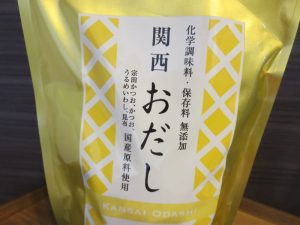 化学調味料・保存料 無添加
関西
おだし
宗田かつお、かつお、
うるめいわし、昆布
国産原料使用
KANSAI ODASHI